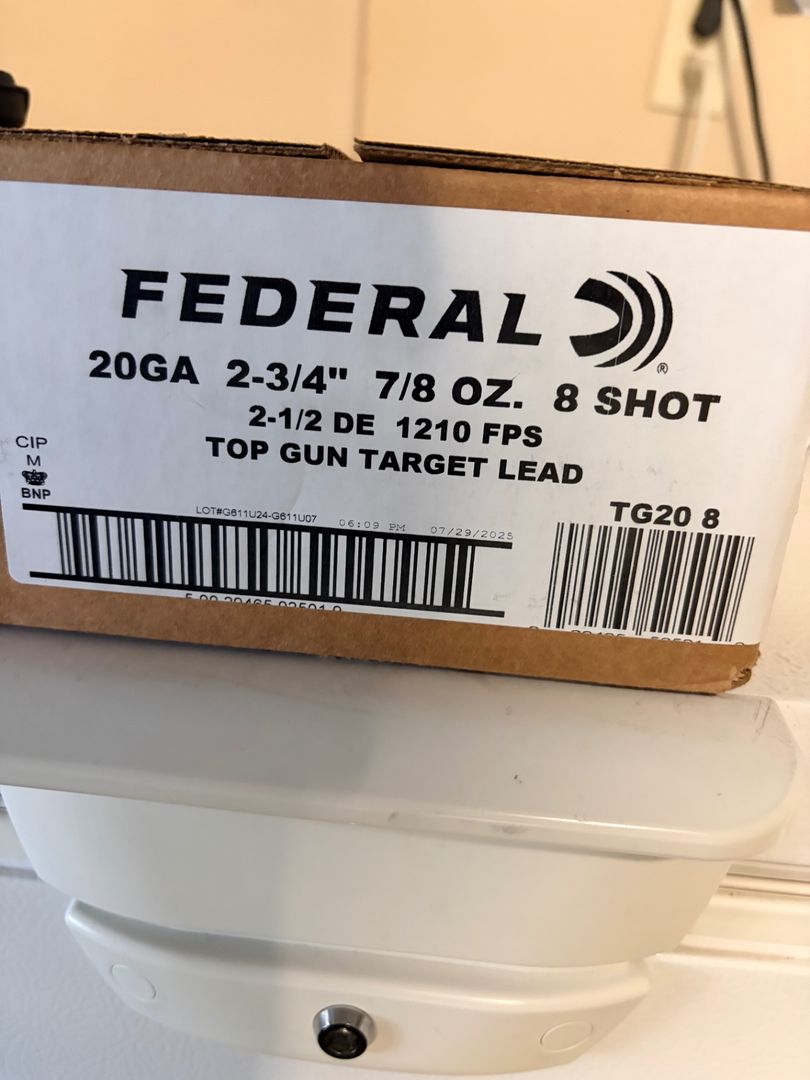 FEDERAL ®
20GA 2-3/4" 7/8 OZ. 8 SHOT
2-1/2 DE 1210 FPS
TOP GUN TARGET LEAD
CIP
M
BNP
LOT#G611U24-G611U07 06:09 PM 07/29/2025
TG20 8